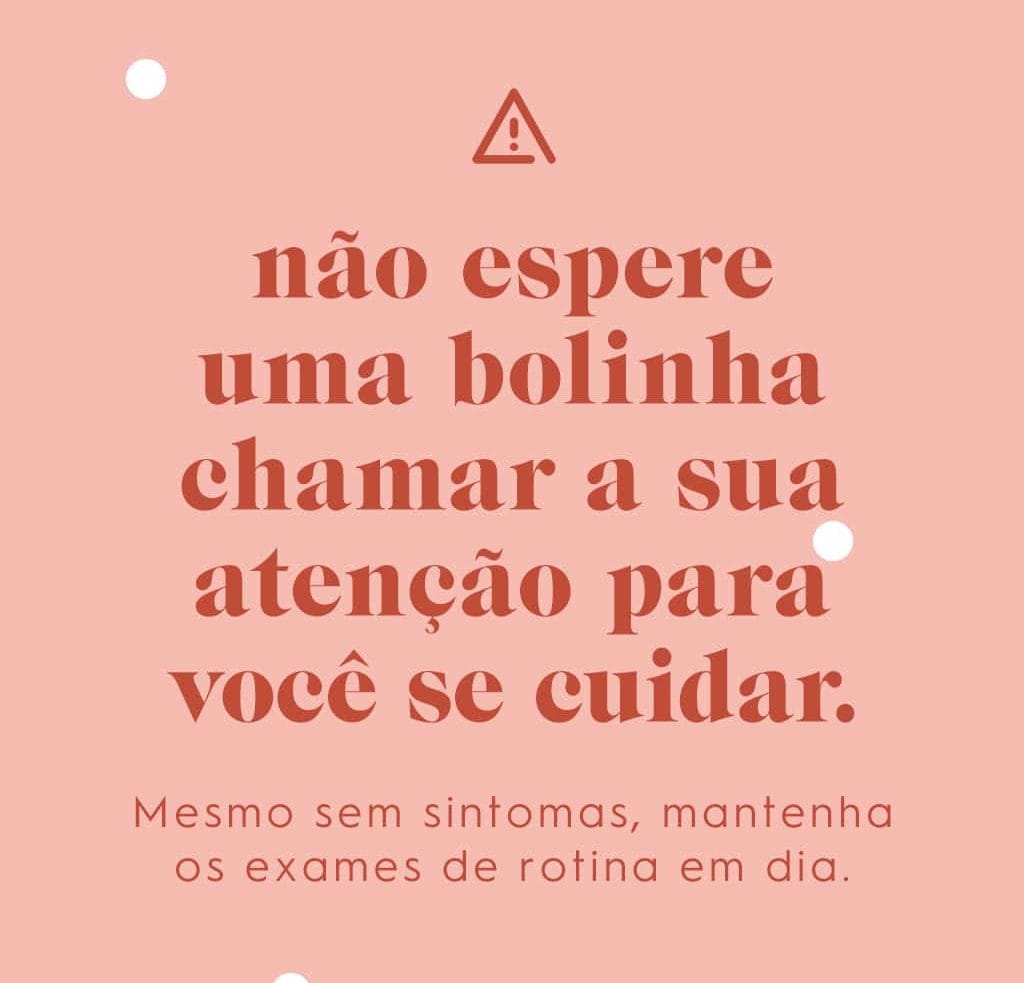 não espere
uma bolinha
chamar a sua
atenção para
você se cuidar.
Mesmo sem sintomas, mantenha
os exames de rotina em dia.